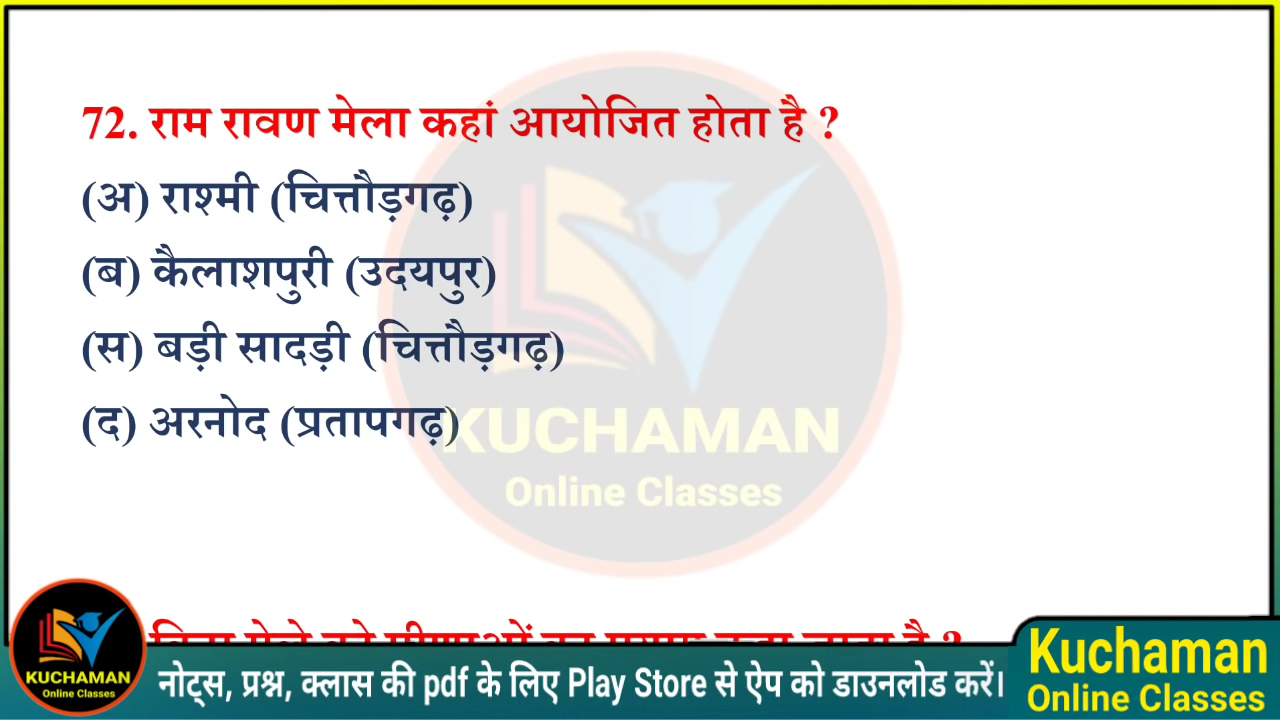 72. राम रावण मेला कहां आयोजित होता है ?
(अ) राश्मी (चित्तौड़गढ़)
(ब) कैलाशपुरी (उदयपुर)
(स) बड़ी सादड़ी (चित्तौड़गढ़)
(द) अरनोद (प्रतापगढ़)
KUCHAMAN
Online Classes
KUCHAMAN
Online Classes
नोट्स, प्रश्न, क्लास की pdf के लिए Play Store से ऐप को डाउनलोड करें।
Kuchaman
Online Classes